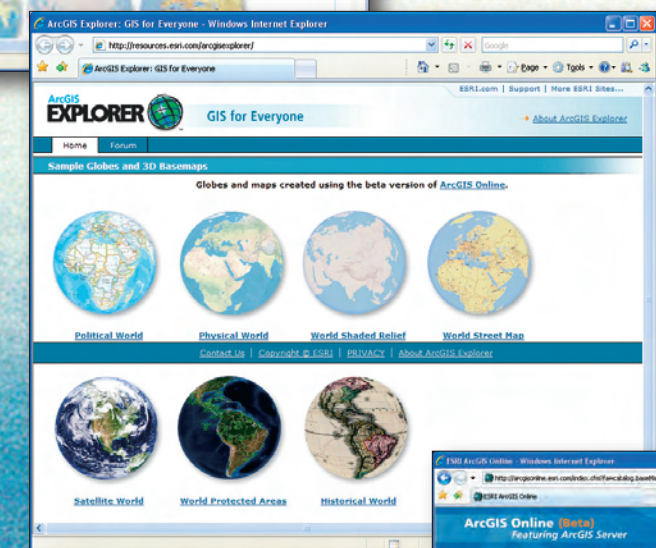 ArcGIS Explorer: GIS for Everyone - Windows Internet Explorer
http://resources.esri.com/arcgisexplorer/
Google
ArcGIS Explorer: GIS for Everyone
Page
Tools
ESRI.com | Support | More ESRI Sites...
ArcGIS
EXPLORER
GIS for Everyone
About ArcGIS Explorer
Home Forum
Sample Globes and 3D Basemaps
Globes and maps created using the beta version of ArcGIS Online.
Political World Physical World World Shaded Relief World Street Map
Contact Us | Copyright © ESRI | PRIVACY | About ArcGIS Explorer
Satellite World World Protected Areas Historical World
ESRI ArcGIS Online - Windows Internet Explorer
ESRI ArcGIS Online
ArcGIS Online (Beta)
Featuring ArcGIS Server